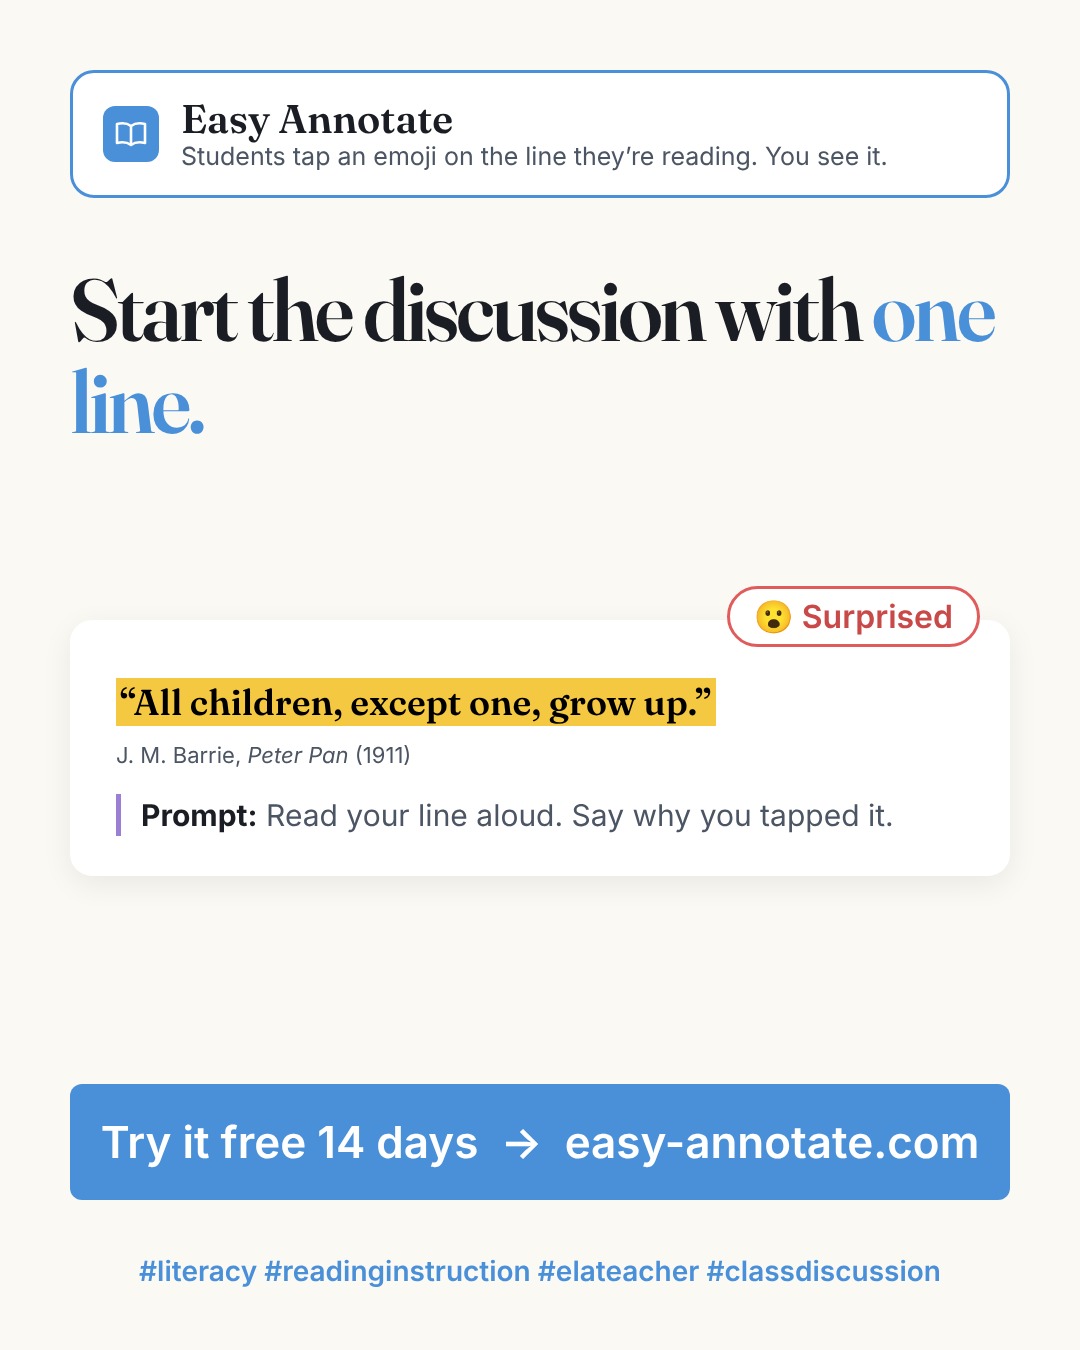 Easy Annotate
Students tap an emoji on the line they’re reading. You see it.
Start the discussion with one
line.
😮 Surprised
“All children, except one, grow up.”
J. M. Barrie, Peter Pan (1911)
Prompt: Read your line aloud. Say why you tapped it.
Try it free 14 days → easy-annotate.com
#literacy #readinginstruction #elateacher #classdiscussion